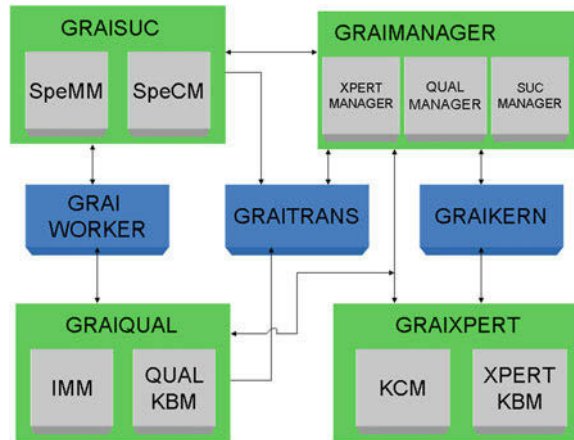 GRAISUC
SpeMM
SpeCM
GRAIMANAGER
XPERT
MANAGER
QUAL
MANAGER
SUC
MANAGER
GRAI
WORKER
GRAITRANS
GRAIKERN
GRAIQUAL
IMM
QUAL
KBM
GRAIXPERT
KCM
XPERT
KBM